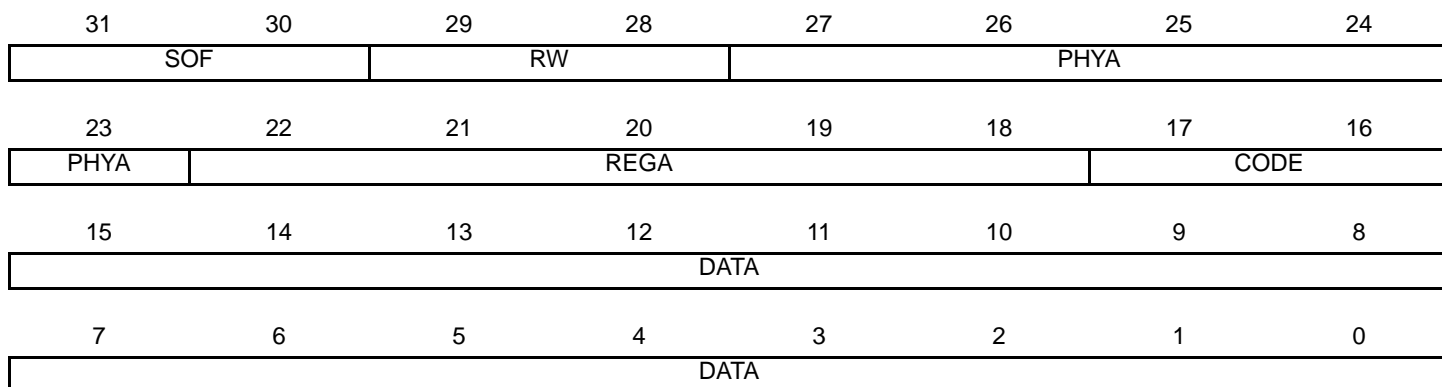 31 30 29 28 27 26 25 24
SOF RW PHYA
23 22 21 20 19 18 17 16
PHYA REGA CODE
15 14 13 12 11 10 9 8
DATA
7 6 5 4 3 2 1 0
DATA